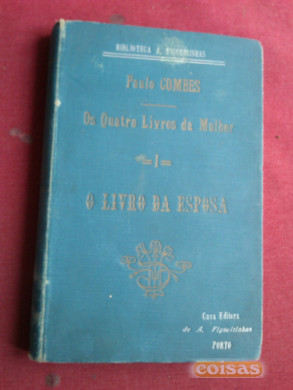 BIBLIOTECA A. FIGUEIRINHAS
Paulo COMBES
Os Quatro Livros da Mulher
=I=
O LIVRO DA ESPOSA
Casa Editora
de A. Figueirinhas
PORTO
coisas